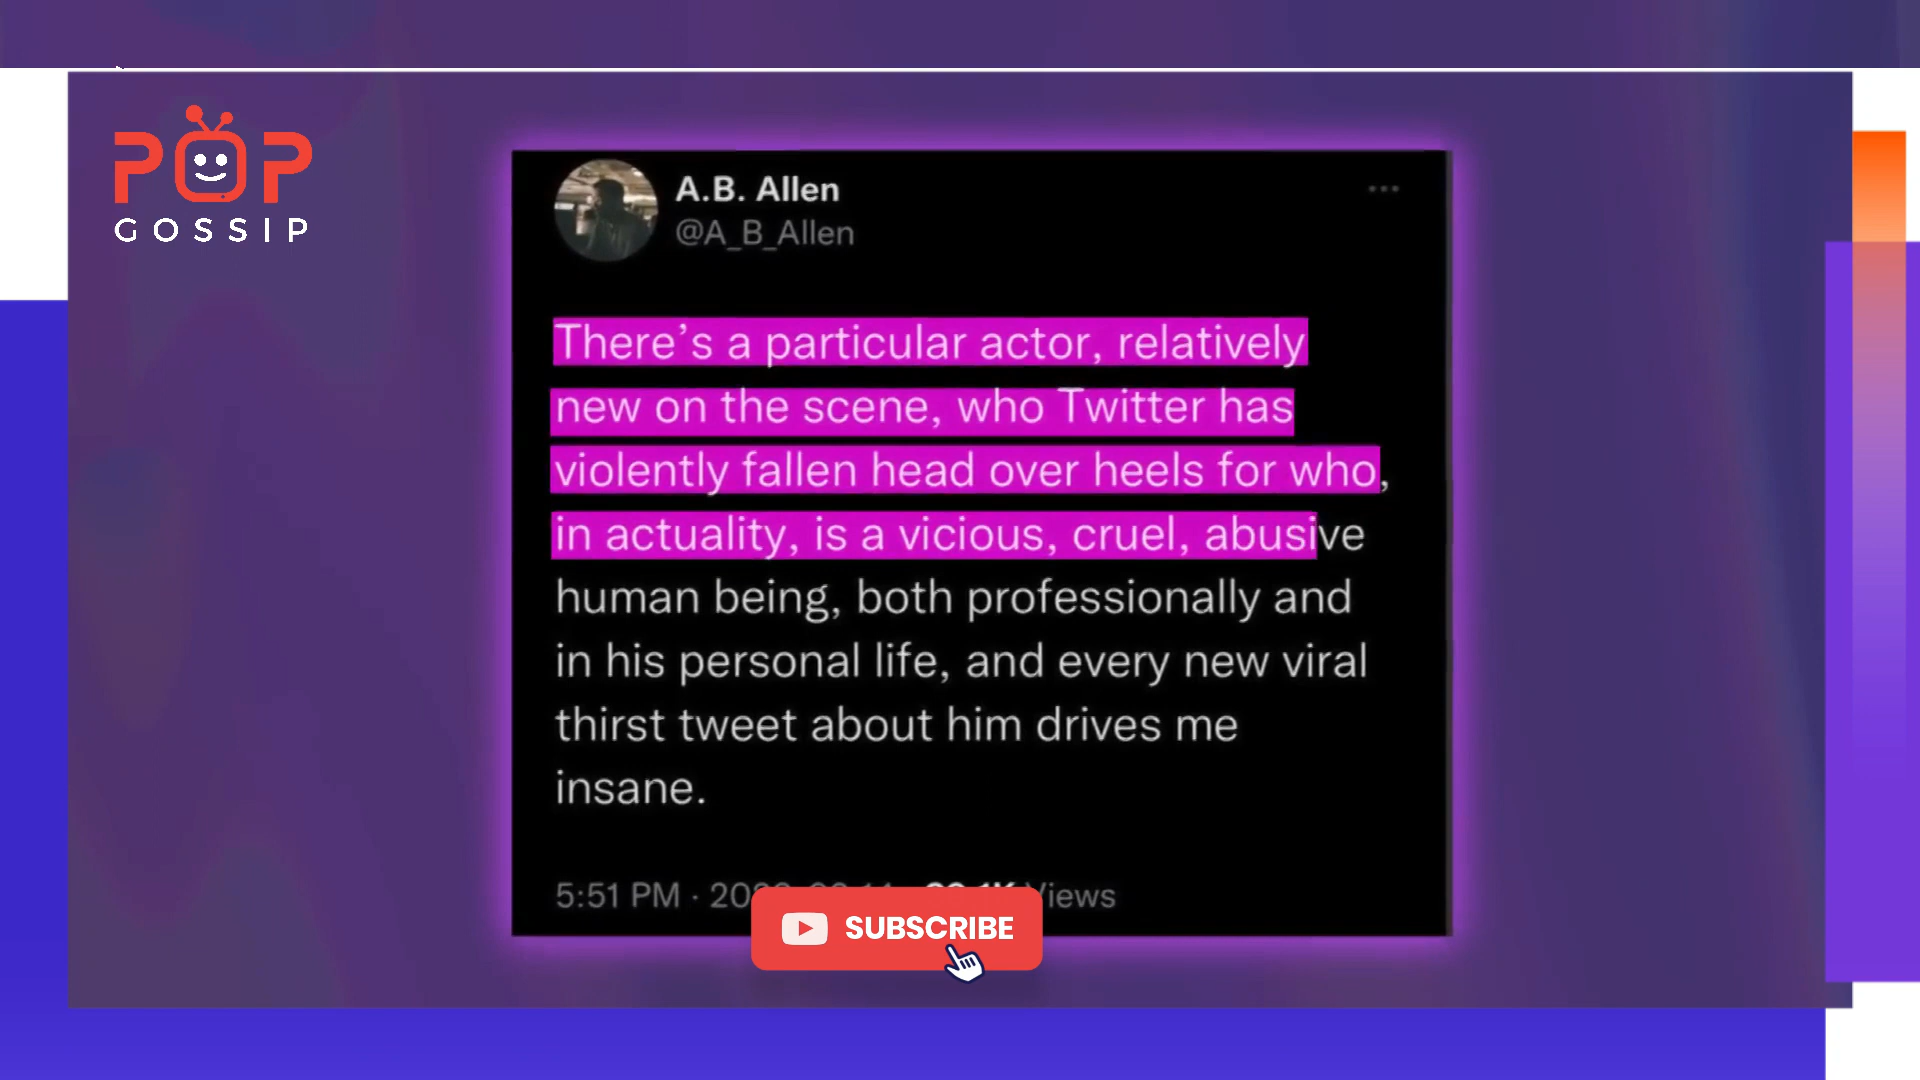 POP
GOSSIP
A.B. Allen
@A_B_Allen
There's a particular actor, relatively
new on the scene, who Twitter has
violently fallen head over heels for who,
in actuality, is a vicious, cruel, abusive
human being, both professionally and
in his personal life, and every new viral
thirst tweet about him drives me
insane.
5:51 PM · Views
SUBSCRIBE